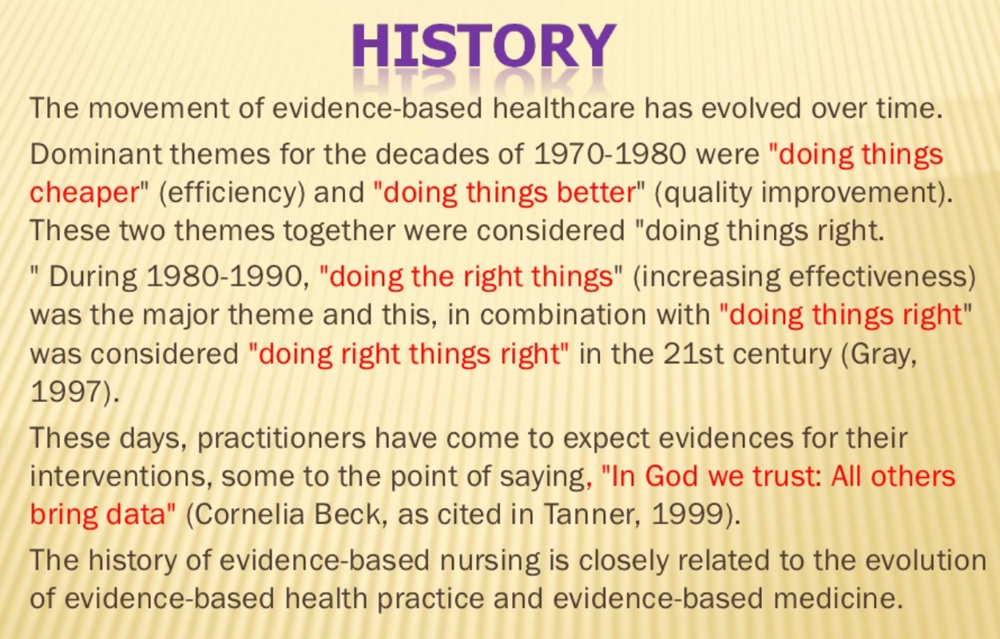 HISTORY
The movement of evidence-based healthcare has evolved over time.
Dominant themes for the decades of 1970-1980 were "doing things
cheaper" (efficiency) and "doing things better" (quality improvement).
These two themes together were considered "doing things right.
" During 1980-1990, "doing the right things" (increasing effectiveness)
was the major theme and this, in combination with "doing things right"
was considered "doing right things right" in the 21st century (Gray,
1997).
These days, practitioners have come to expect evidences for their
interventions, some to the point of saying, "In God we trust: All others
bring data" (Cornelia Beck, as cited in Tanner, 1999).
The history of evidence-based nursing is closely related to the evolution
of evidence-based health practice and evidence-based medicine.